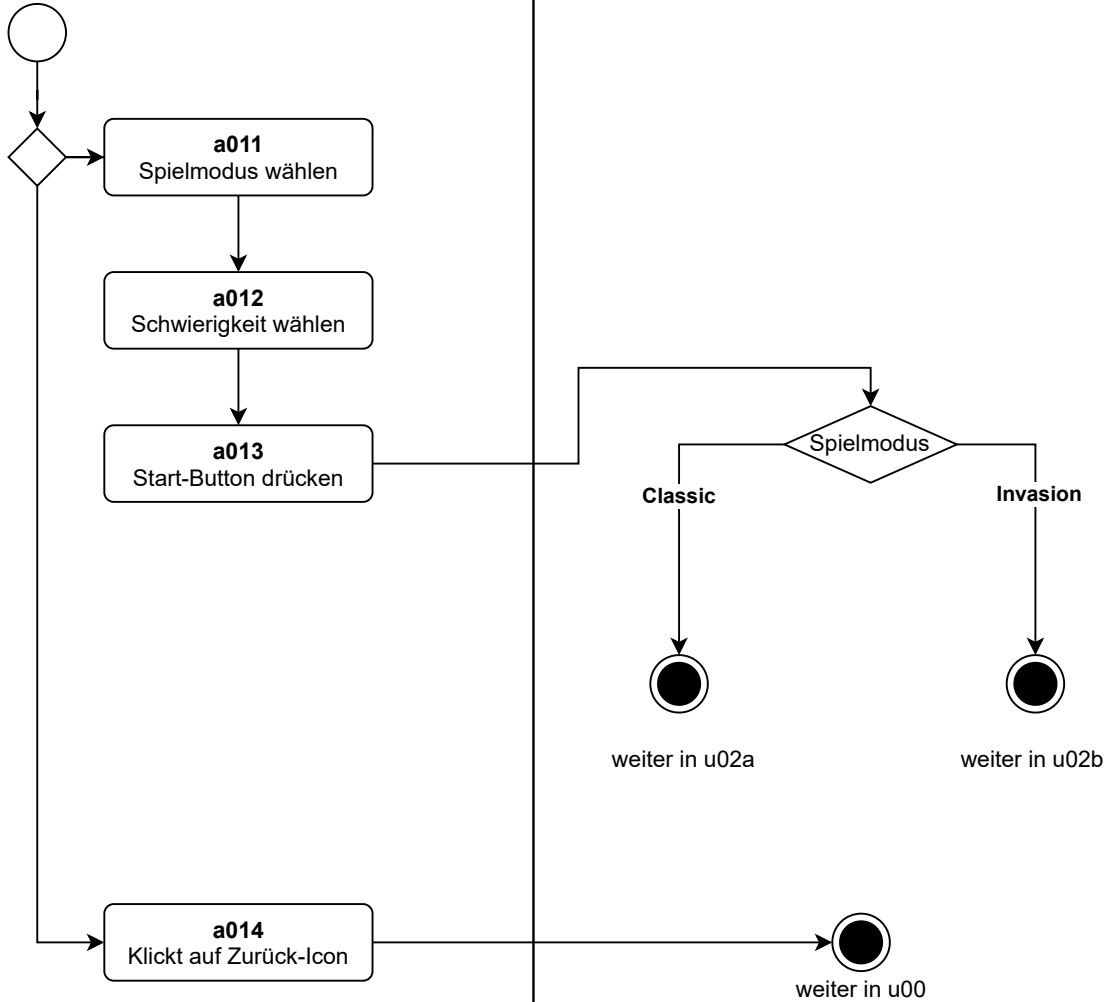 a011
Spielmodus wählen
a012
Schwierigkeit wählen
a013
Start-Button drücken
Spielmodus
Classic
Invasion
weiter in u02a
weiter in u02b
a014
Klickt auf Zurück-Icon
weiter in u00